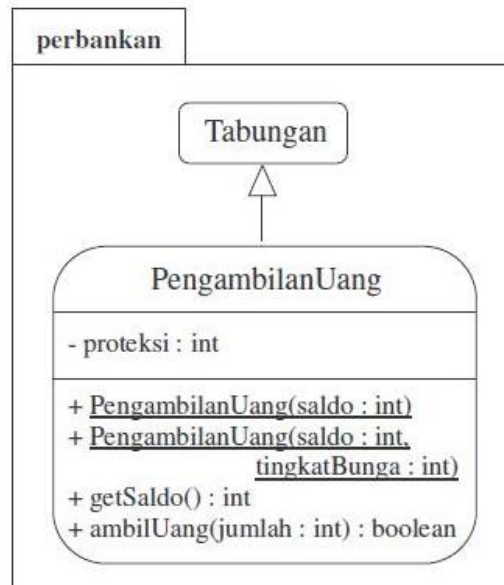 perbankan
Tabungan
PengambilanUang
- proteksi : int
+ PengambilanUang(saldo : int)
+ PengambilanUang(saldo : int,
tingkatBunga : int)
+ getSaldo() : int
+ ambilUang(jumlah : int) : boolean